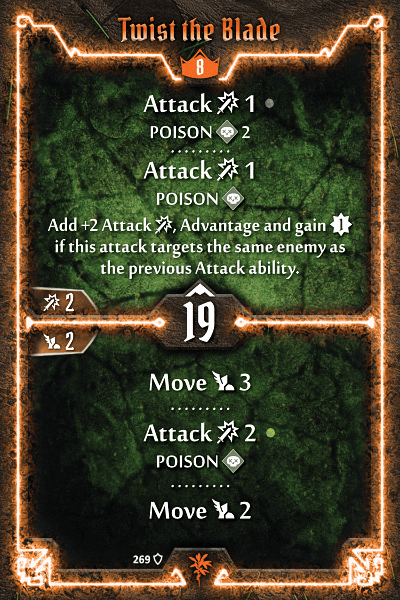 Twist the Blade
8
Attack 1
POISON 2
Attack 1
POISON
Add +2 Attack, Advantage and gain 1
if this attack targets the same enemy as
the previous Attack ability.
2
19
2
Move 3
Attack 2
POISON
Move 2
269